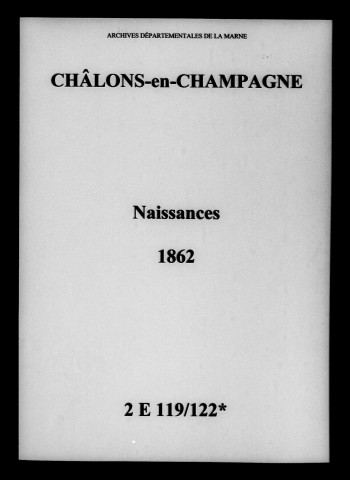 ARCHIVES DÉPARTEMENTALES DE LA MARNE
CHÂLONS-en-CHAMPAGNE
Naissances
1862
2 E 119/122*